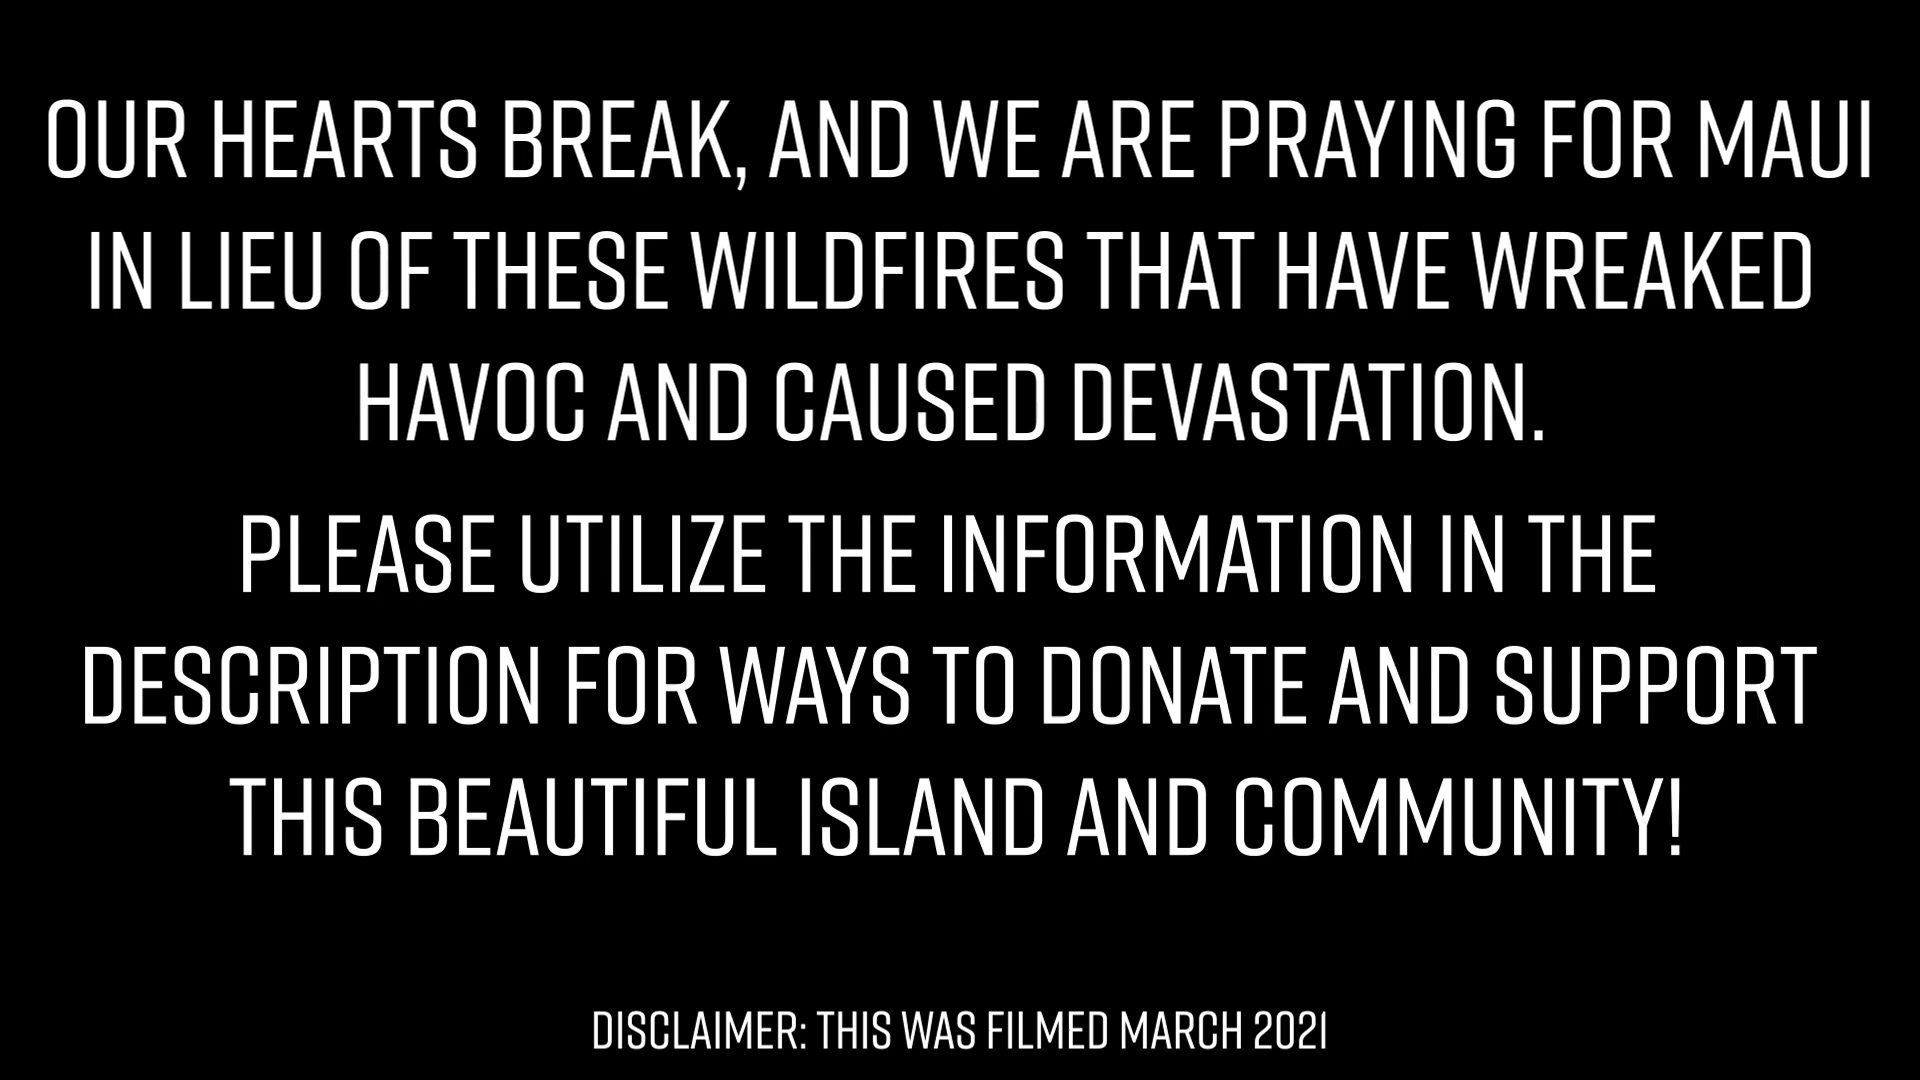 OUR HEARTS BREAK, AND WE ARE PRAYING FOR MAUI
IN LIEU OF THESE WILDFIRES THAT HAVE WREAKED
HAVOC AND CAUSED DEVASTATION.
PLEASE UTILIZE THE INFORMATION IN THE
DESCRIPTION FOR WAYS TO DONATE AND SUPPORT
THIS BEAUTIFUL ISLAND AND COMMUNITY!
DISCLAIMER: THIS WAS FILMED MARCH 2021